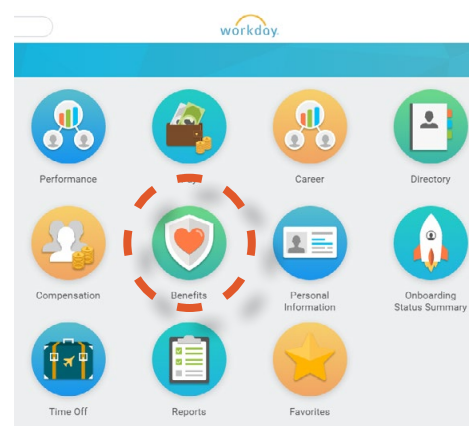 workday.
Performance
Career
Directory
Compensation
Benefits
Personal
Information
Onboarding
Status Summary
Time Off
Reports
Favorites